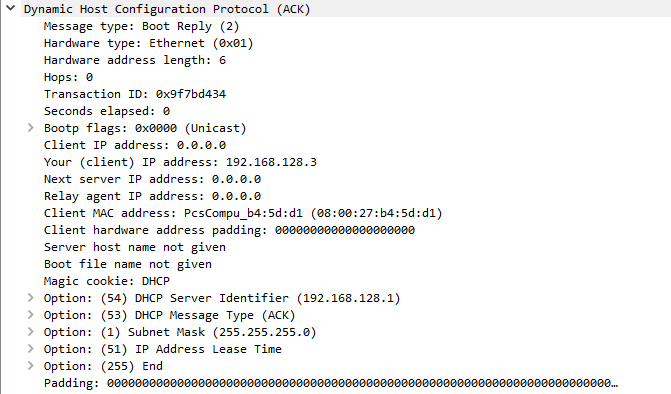 Dynamic Host Configuration Protocol (ACK)
Message type: Boot Reply (2)
Hardware type: Ethernet (0x01)
Hardware address length: 6
Hops: 0
Transaction ID: 0x9f7bd434
Seconds elapsed: 0
Bootp flags: 0x0000 (Unicast)
Client IP address: 0.0.0.0
Your (client) IP address: 192.168.128.3
Next server IP address: 0.0.0.0
Relay agent IP address: 0.0.0.0
Client MAC address: PcsCompu_b4:5d:d1 (08:00:27:b4:5d:d1)
Client hardware address padding: 00000000000000000000
Server host name not given
Boot file name not given
Magic cookie: DHCP
Option: (54) DHCP Server Identifier (192.168.128.1)
Option: (53) DHCP Message Type (ACK)
Option: (1) Subnet Mask (255.255.255.0)
Option: (51) IP Address Lease Time
Option: (255) End
Padding: 000000000000000000000000000000000000000000000000000000000000000000000000…